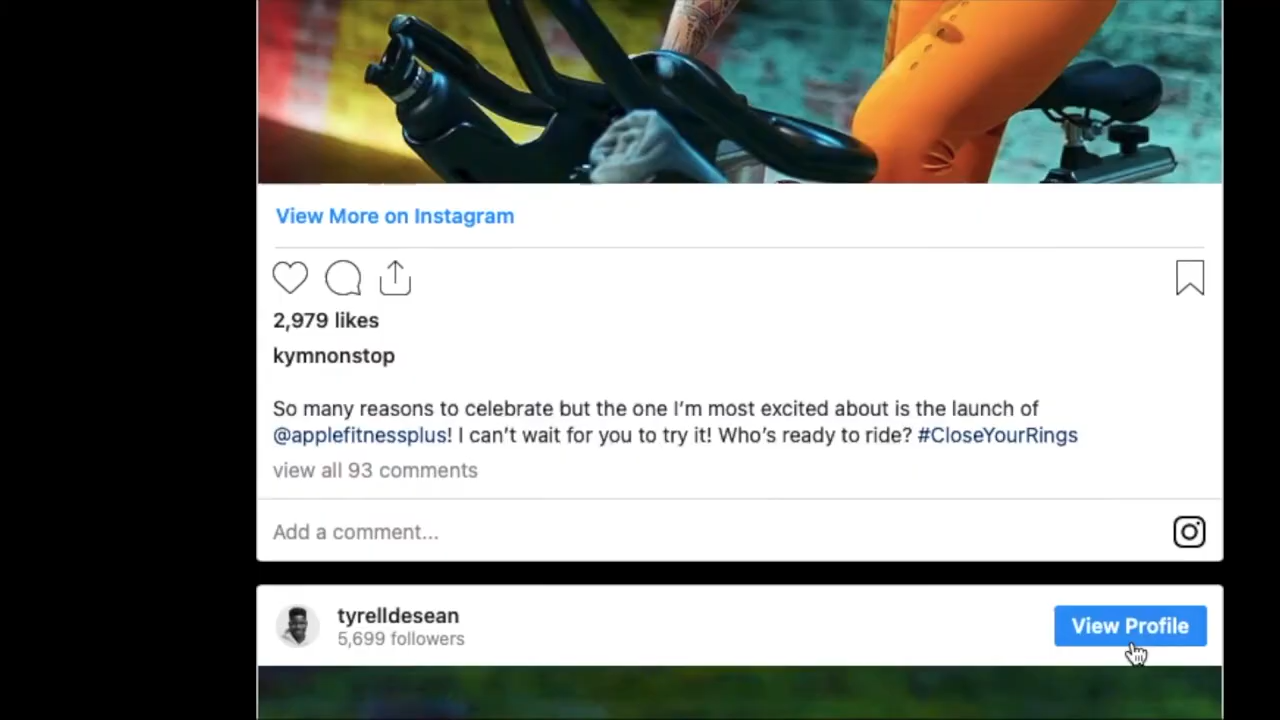 View More on Instagram
2,979 likes
kymnonstop
So many reasons to celebrate but the one I’m most excited about is the launch of
@applefitnessplus! I can’t wait for you to try it! Who’s ready to ride? #CloseYourRings
view all 93 comments
Add a comment...
tyrelldesean
5,699 followers
View Profile